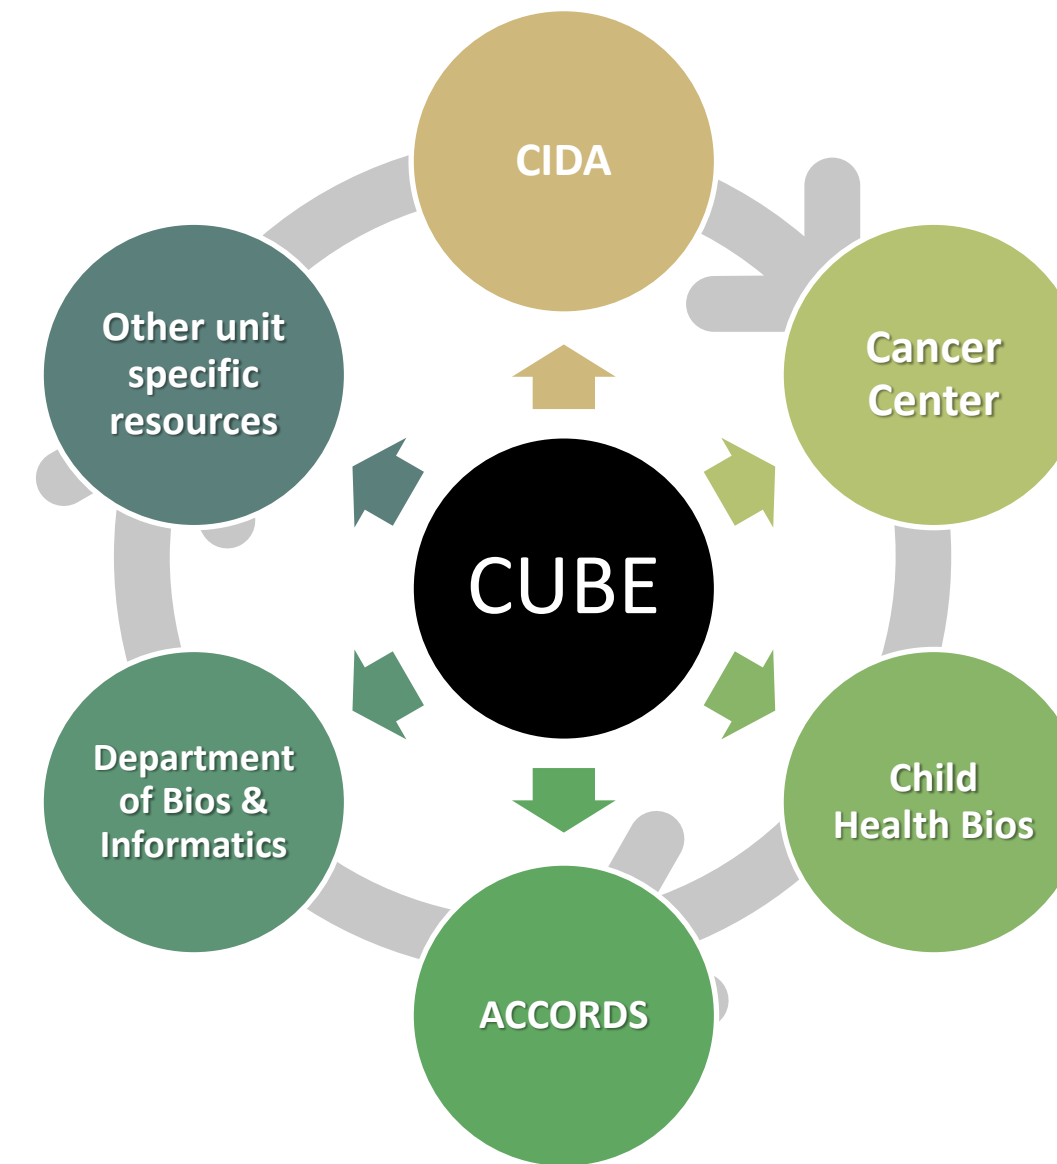 CIDA
Other unit
specific
resources
Cancer
Center
CUBE
Department
of Bios &
Informatics
Child
Health Bios
ACCORDS